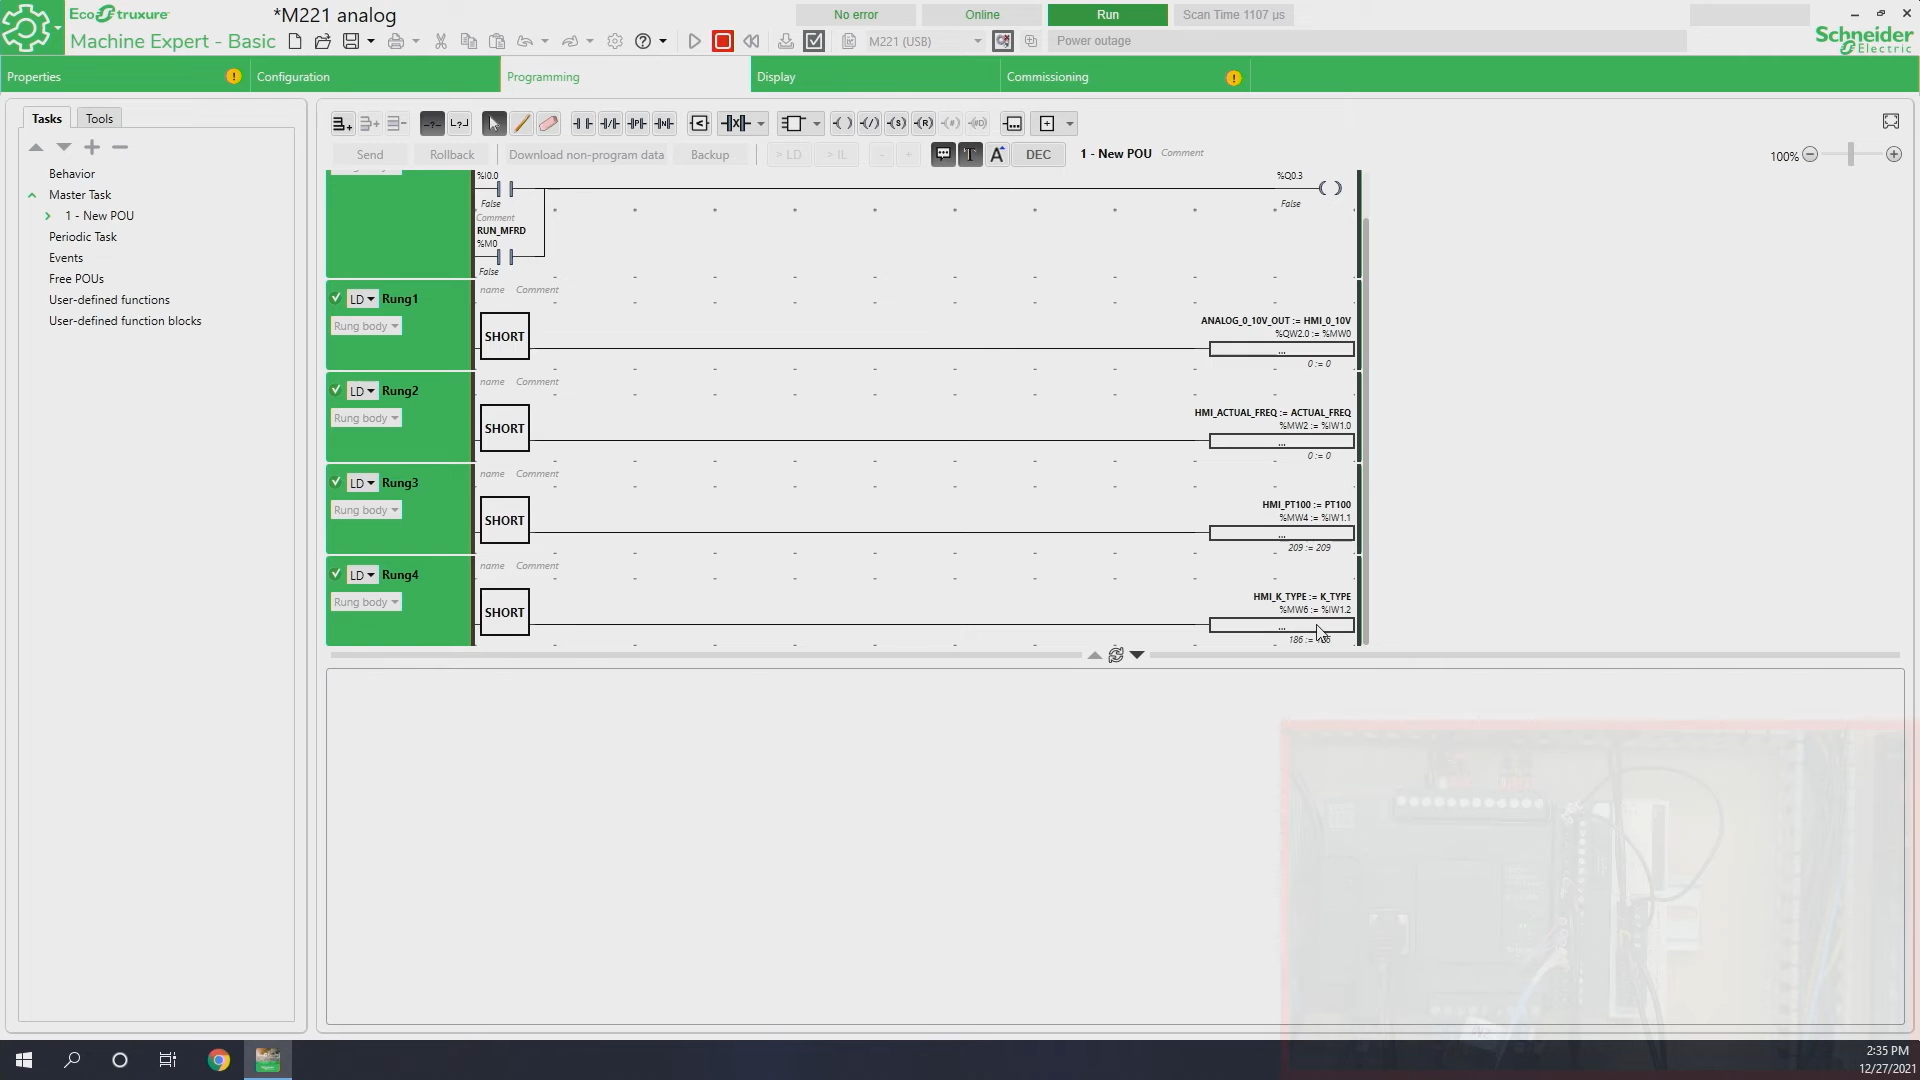 EcoStruxure
Machine Expert - Basic
*M221 analog
No error
Online
Run
Scan Time 1107 µs
M221 (USB)
Power outage
Schneider
Electric
Properties
Configuration
Programming
Display
Commissioning
Tasks
Tools
Behavior
Master Task
1 - New POU
Periodic Task
Events
Free POUs
User-defined functions
User-defined function blocks
Send
Rollback
Download non-program data
Backup
> LD
> IL
DEC
1 - New POU
Comment
100%
%I0.0
False
Comment
RUN_MFRD
%M0
False
%Q0.3
False
LD
Rung1
Rung body
name Comment
SHORT
ANALOG_0_10V_OUT := HMI_0_10V
%QW2.0 := %MW0
...
0 := 0
LD
Rung2
Rung body
name Comment
SHORT
HMI_ACTUAL_FREQ := ACTUAL_FREQ
%MW2 := %IW1.0
...
0 := 0
LD
Rung3
Rung body
name Comment
SHORT
HMI_PT100 := PT100
%MW4 := %IW1.1
...
209 := 209
LD
Rung4
Rung body
name Comment
SHORT
HMI_K_TYPE := K_TYPE
%MW6 := %IW1.2
...
186 :=
2:35 PM
12/27/2021